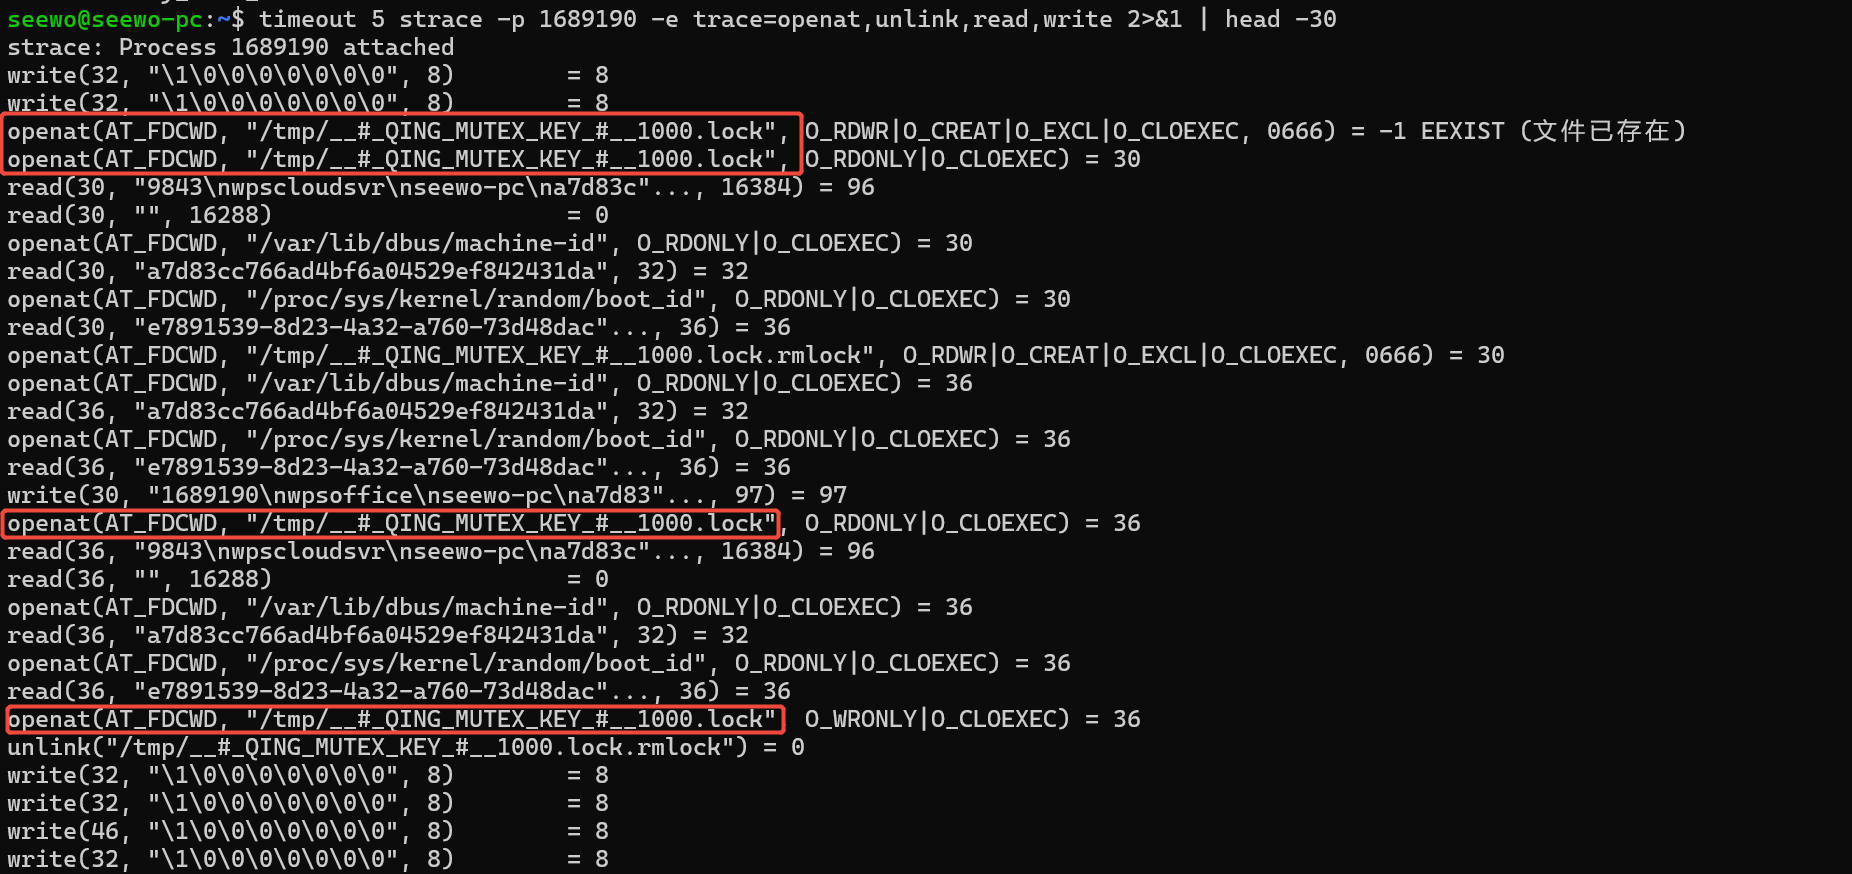 seewo@seewo-pc:~$ timeout 5 strace -p 1689190 -e trace=openat,unlink,read,write 2>&1 | head -30
strace: Process 1689190 attached
write(32, "\1\0\0\0\0\0\0\0", 8)        = 8
write(32, "\1\0\0\0\0\0\0\0", 8)        = 8
openat(AT_FDCWD, "/tmp/__#_QING_MUTEX_KEY_#__1000.lock", O_RDWR|O_CREAT|O_EXCL|O_CLOEXEC, 0666) = -1 EEXIST (文件已存在)
openat(AT_FDCWD, "/tmp/__#_QING_MUTEX_KEY_#__1000.lock", O_RDONLY|O_CLOEXEC) = 30
read(30, "9843\nwpscloudsvr\nseewo-pc\na7d83c"..., 16384) = 96
read(30, "", 16288)                     = 0
openat(AT_FDCWD, "/var/lib/dbus/machine-id", O_RDONLY|O_CLOEXEC) = 30
read(30, "a7d83cc766ad4bf6a04529ef842431da", 32) = 32
openat(AT_FDCWD, "/proc/sys/kernel/random/boot_id", O_RDONLY|O_CLOEXEC) = 30
read(30, "e7891539-8d23-4a32-a760-73d48dac"..., 36) = 36
openat(AT_FDCWD, "/tmp/__#_QING_MUTEX_KEY_#__1000.lock.rmlock", O_RDWR|O_CREAT|O_EXCL|O_CLOEXEC, 0666) = 30
openat(AT_FDCWD, "/var/lib/dbus/machine-id", O_RDONLY|O_CLOEXEC) = 36
read(36, "a7d83cc766ad4bf6a04529ef842431da", 32) = 32
openat(AT_FDCWD, "/proc/sys/kernel/random/boot_id", O_RDONLY|O_CLOEXEC) = 36
read(36, "e7891539-8d23-4a32-a760-73d48dac"..., 36) = 36
write(30, "1689190\nwpsoffice\nseewo-pc\na7d83"..., 97) = 97
openat(AT_FDCWD, "/tmp/__#_QING_MUTEX_KEY_#__1000.lock", O_RDONLY|O_CLOEXEC) = 36
read(36, "9843\nwpscloudsvr\nseewo-pc\na7d83c"..., 16384) = 96
read(36, "", 16288)                     = 0
openat(AT_FDCWD, "/var/lib/dbus/machine-id", O_RDONLY|O_CLOEXEC) = 36
read(36, "a7d83cc766ad4bf6a04529ef842431da", 32) = 32
openat(AT_FDCWD, "/proc/sys/kernel/random/boot_id", O_RDONLY|O_CLOEXEC) = 36
read(36, "e7891539-8d23-4a32-a760-73d48dac"..., 36) = 36
openat(AT_FDCWD, "/tmp/__#_QING_MUTEX_KEY_#__1000.lock", O_WRONLY|O_CLOEXEC) = 36
unlink("/tmp/__#_QING_MUTEX_KEY_#__1000.lock.rmlock") = 0
write(32, "\1\0\0\0\0\0\0\0", 8)        = 8
write(32, "\1\0\0\0\0\0\0\0", 8)        = 8
write(46, "\1\0\0\0\0\0\0\0", 8)        = 8
write(32, "\1\0\0\0\0\0\0\0", 8)        = 8